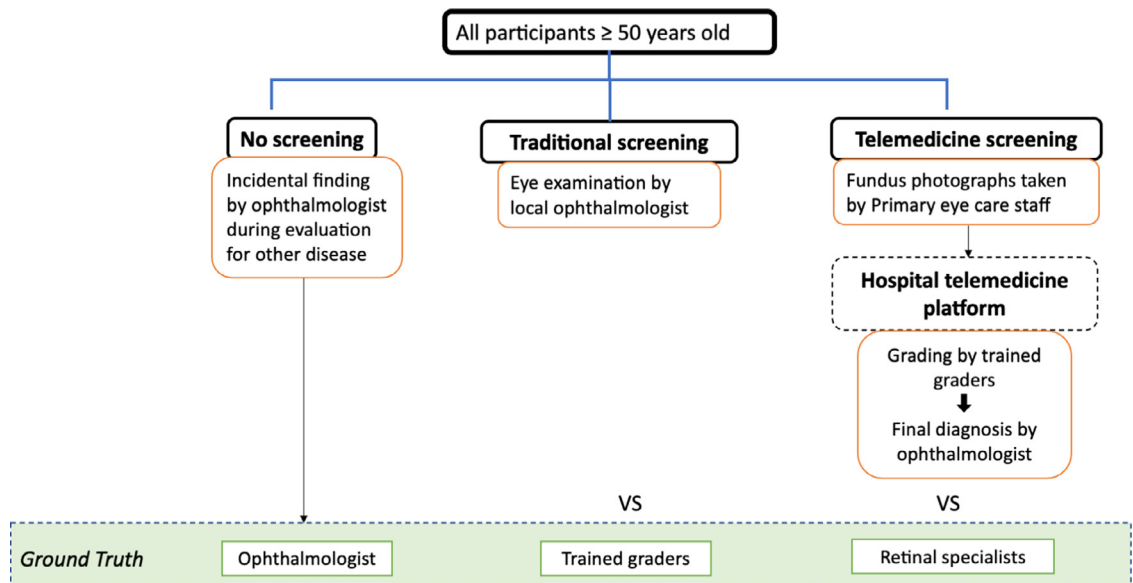 All participants ≥ 50 years old
No screening
Incidental finding
by ophthalmologist
during evaluation
for other disease
Traditional screening
Eye examination by
local ophthalmologist
Telemedicine screening
Fundus photographs taken
by Primary eye care staff
Hospital telemedicine
platform
Grading by trained
graders
Final diagnosis by
ophthalmologist
VS
VS
Ground Truth
Ophthalmologist
Trained graders
Retinal specialists